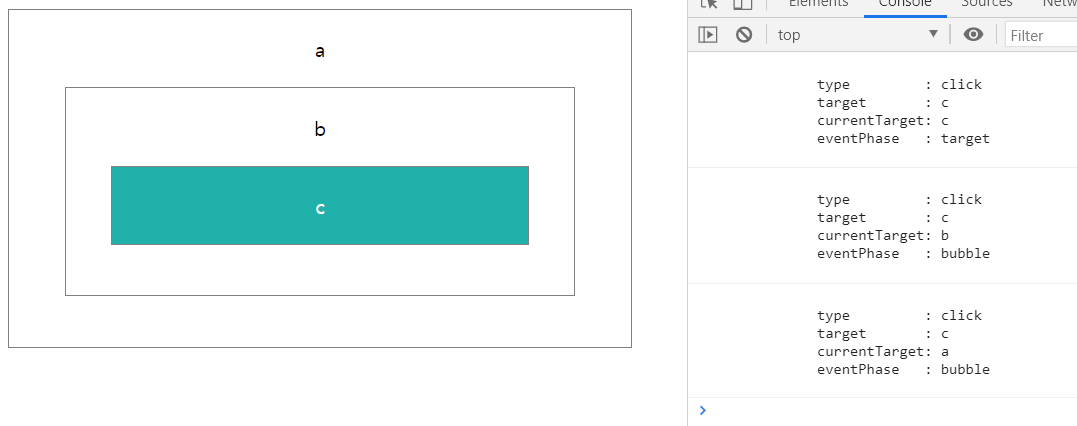 a
b
c
Elements Console Sources Netw
top Filter
type : click
target : c
currentTarget: c
eventPhase : target
type : click
target : c
currentTarget: b
eventPhase : bubble
type : click
target : c
currentTarget: a
eventPhase : bubble